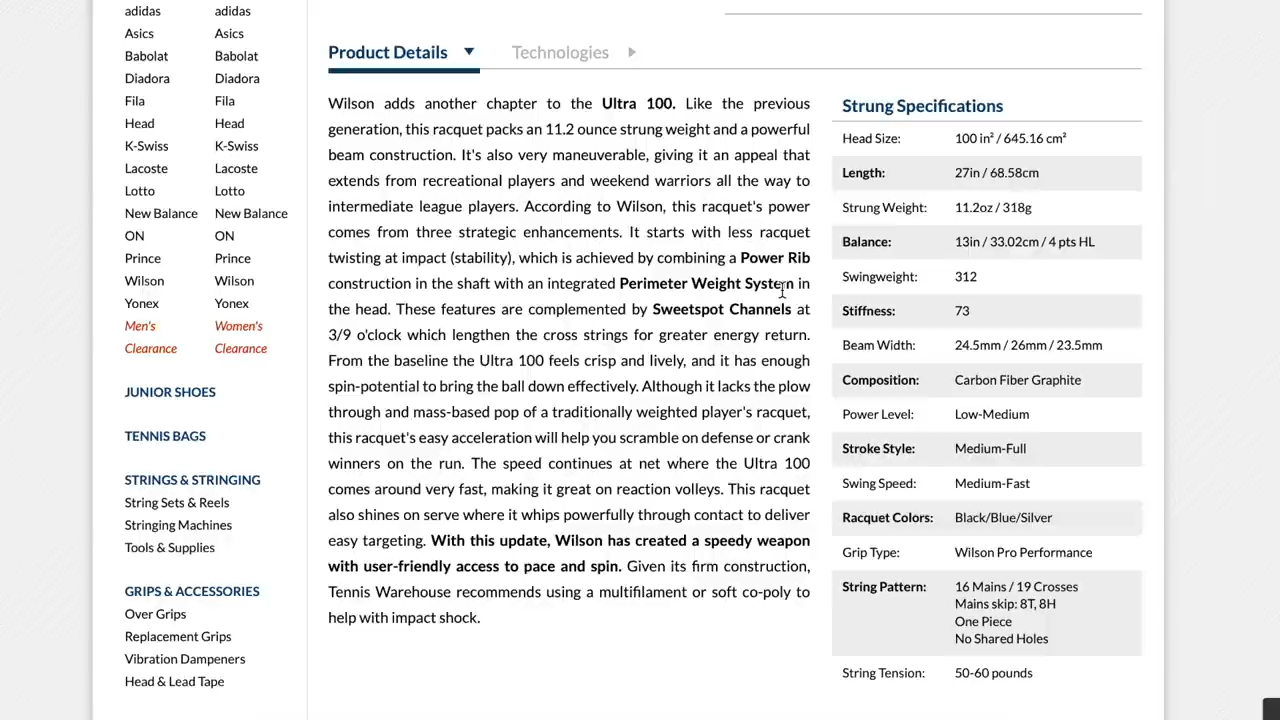 adidas adidas
Asics Asics
Babolat Babolat
Diadora Diadora
Fila Fila
Head Head
K-Swiss K-Swiss
Lacoste Lacoste
Lotto Lotto
New Balance New Balance
ON ON
Prince Prince
Wilson Wilson
Yonex Yonex
Men's Women's
Clearance Clearance
JUNIOR SHOES
TENNIS BAGS
STRINGS & STRINGING
String Sets & Reels
Stringing Machines
Tools & Supplies
GRIPS & ACCESSORIES
Over Grips
Replacement Grips
Vibration Dampeners
Head & Lead Tape
Product Details
Technologies
Wilson adds another chapter to the Ultra 100. Like the previous
generation, this racquet packs an 11.2 ounce strung weight and a powerful
beam construction. It's also very maneuverable, giving it an appeal that
extends from recreational players and weekend warriors all the way to
intermediate league players. According to Wilson, this racquet's power
comes from three strategic enhancements. It starts with less racquet
twisting at impact (stability), which is achieved by combining a Power Rib
construction in the shaft with an integrated Perimeter Weight System in
the head. These features are complemented by Sweetspot Channels at
3/9 o'clock which lengthen the cross strings for greater energy return.
From the baseline the Ultra 100 feels crisp and lively, and it has enough
spin-potential to bring the ball down effectively. Although it lacks the plow
through and mass-based pop of a traditionally weighted player's racquet,
this racquet's easy acceleration will help you scramble on defense or crank
winners on the run. The speed continues at net where the Ultra 100
comes around very fast, making it great on reaction volleys. This racquet
also shines on serve where it whips powerfully through contact to deliver
easy targeting. With this update, Wilson has created a speedy weapon
with user-friendly access to pace and spin. Given its firm construction,
Tennis Warehouse recommends using a multifilament or soft co-poly to
help with impact shock.
Strung Specifications
Head Size: 100 in² / 645.16 cm²
Length: 27in / 68.58cm
Strung Weight: 11.2oz / 318g
Balance: 13in / 33.02cm / 4 pts HL
Swingweight: 312
Stiffness: 73
Beam Width: 24.5mm / 26mm / 23.5mm
Composition: Carbon Fiber Graphite
Power Level: Low-Medium
Stroke Style: Medium-Full
Swing Speed: Medium-Fast
Racquet Colors: Black/Blue/Silver
Grip Type: Wilson Pro Performance
String Pattern: 16 Mains / 19 Crosses
Mains skip: 8T, 8H
One Piece
No Shared Holes
String Tension: 50-60 pounds